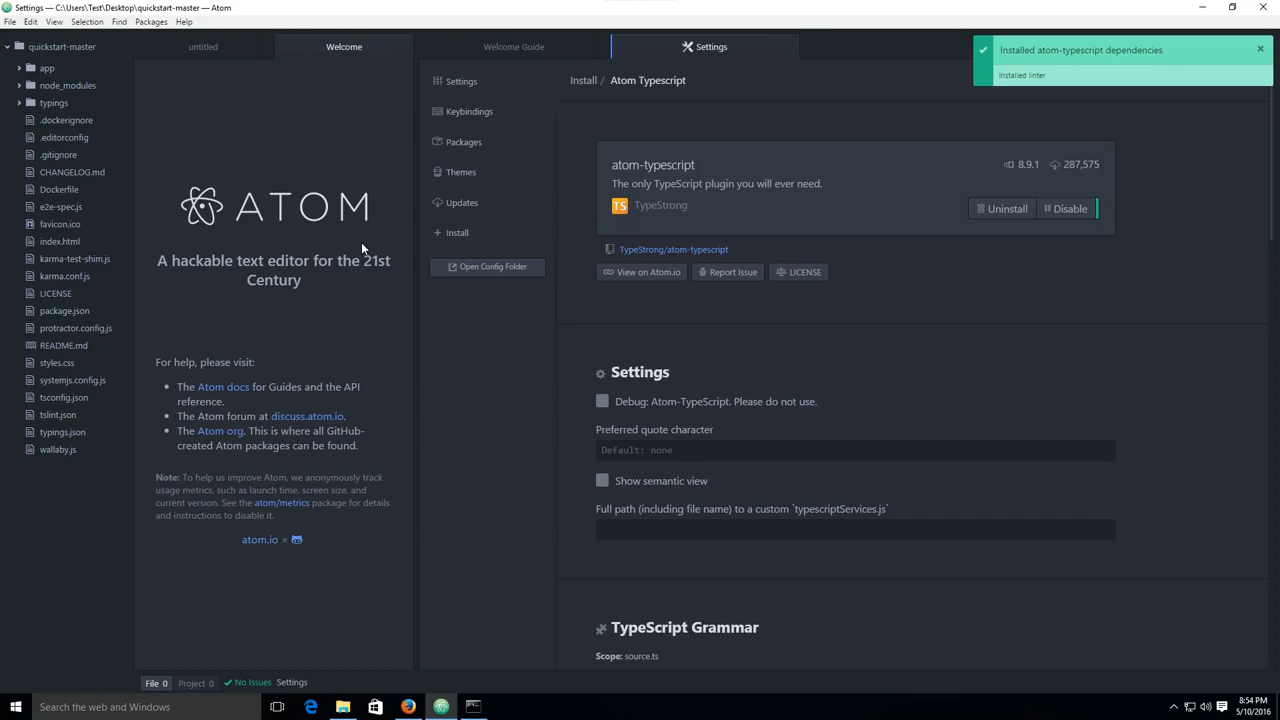 Settings — C:\Users\Test\Desktop\quickstart-master — Atom
File Edit View Selection Find Packages Help
quickstart-master
app
node_modules
typings
.dockerignore
.editorconfig
.gitignore
CHANGELOG.md
Dockerfile
e2e-spec.js
favicon.ico
index.html
karma-test-shim.js
karma.conf.js
LICENSE
package.json
protractor.config.js
README.md
styles.css
systemjs.config.js
tsconfig.json
tslint.json
typings.json
wallaby.js
untitled
Welcome
Welcome Guide
Settings
ATOM
A hackable text editor for the 21st
Century
For help, please visit:
The Atom docs for Guides and the API
reference.
The Atom forum at discuss.atom.io.
The Atom org. This is where all GitHub-
created Atom packages can be found.
Note: To help us improve Atom, we anonymously track
usage metrics, such as launch time, screen size, and
current version. See the atom/metrics package for details
and instructions to disable it.
atom.io ×
Settings
Keybindings
Packages
Themes
Updates
Install
Open Config Folder
Install / Atom Typescript
Installed atom-typescript dependencies
Installed linter
atom-typescript
8.9.1 287,575
The only TypeScript plugin you will ever need.
TS TypeStrong
Uninstall Disable
TypeStrong/atom-typescript
View on Atom.io Report Issue LICENSE
Settings
Debug: Atom-TypeScript. Please do not use.
Preferred quote character
Default: none
Show semantic view
Full path (including file name) to a custom `typescriptServices.js`
TypeScript Grammar
Scope: source.ts
File 0 Project 0 No Issues Settings
Search the web and Windows
8:54 PM
5/10/2016